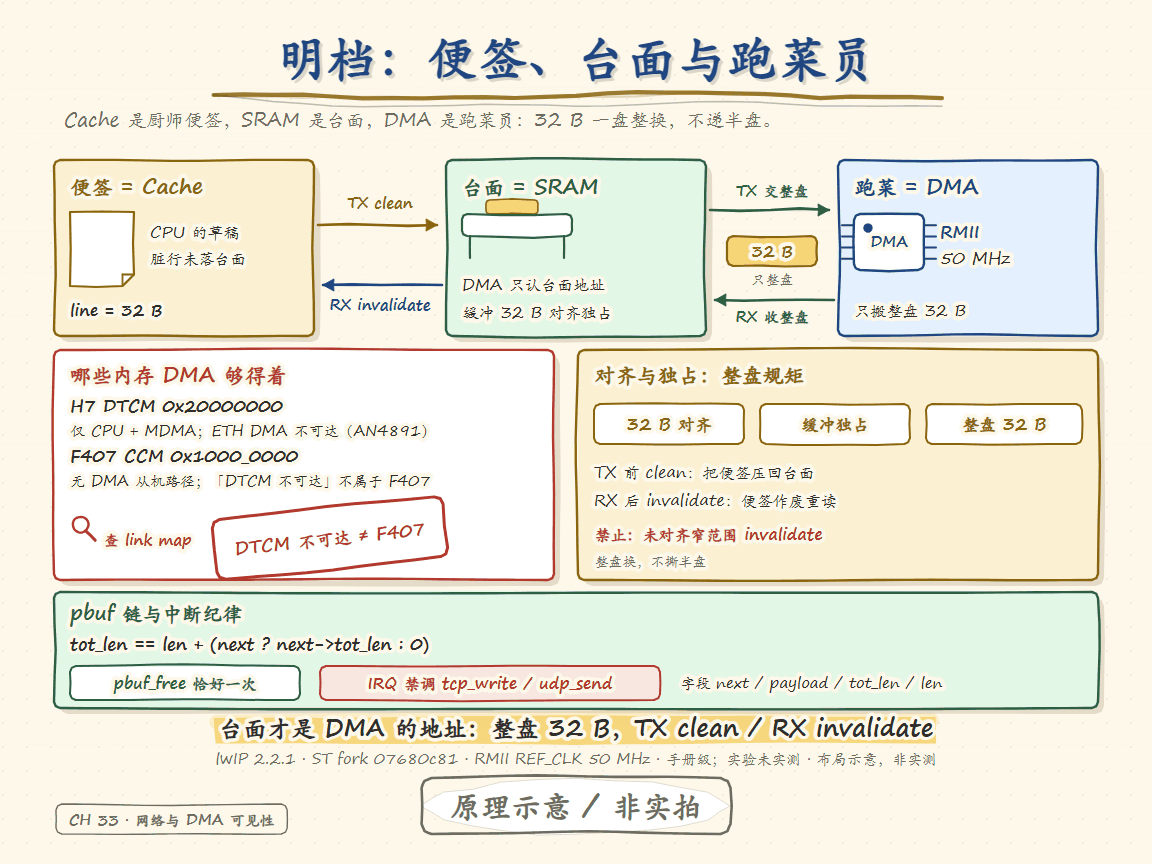 明档：便签、台面与跑菜员
Cache 是厨师便签，SRAM 是台面，DMA 是跑菜员：32 B 一盘整换，不递半盘。
便签 = Cache
CPU 的草稿
脏行未落台面
line = 32 B
TX clean
RX invalidate
台面 = SRAM
DMA 只认台面地址
缓冲 32 B 对齐独占
TX 交整盘
32 B
只整盘
RX 收整盘
跑菜 = DMA
DMA
RMII
50 MHz
只搬整盘 32 B
哪些内存 DMA 够得着
H7 DTCM 0x20000000
仅 CPU + MDMA；ETH DMA 不可达（AN4891）
F407 CCM 0x1000_0000
无 DMA 从机路径；「DTCM 不可达」不属于 F407
查 link map
DTCM 不可达 ≠ F407
对齐与独占：整盘规矩
32 B 对齐
缓冲独占
整盘 32 B
TX 前 clean：把便签压回台面
RX 后 invalidate：便签作废重读
禁止：未对齐窄范围 invalidate
整盘换，不撕半盘
pbuf 链与中断纪律
tot_len == len + (next ? next->tot_len : 0)
pbuf_free 恰好一次
IRQ 禁调 tcp_write / udp_send
字段 next / payload / tot_len / len
台面才是 DMA 的地址：整盘 32 B，TX clean / RX invalidate
lwIP 2.2.1 · ST fork 07680c81 · RMII REF_CLK 50 MHz · 手册级；实验未实测 · 布局示意，非实测
原理示意 / 非实拍
CH 33 · 网络与 DMA 可见性